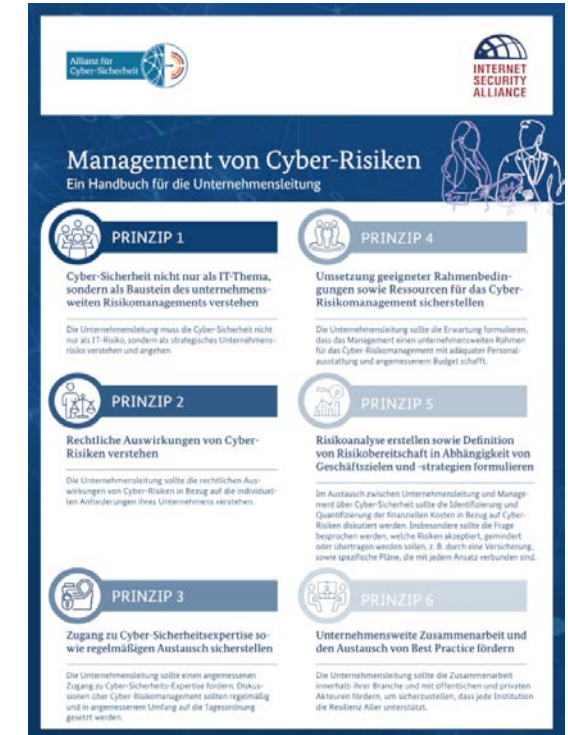 Allianz für
Cyber-Sicherheit
INTERNET
SECURITY
ALLIANCE
Management von Cyber-Risiken
Ein Handbuch für die Unternehmensleitung
PRINZIP 1
Cyber-Sicherheit nicht nur als IT-Thema,
sondern als Baustein des unternehmens-
weiten Risikomanagements verstehen
Die Unternehmensleitung muss die Cyber-Sicherheit nicht
nur als IT-Risiko, sondern als strategisches Unternehmens-
risiko verstehen und angehen.
PRINZIP 2
Rechtliche Auswirkungen von Cyber-
Risiken verstehen
Die Unternehmensleitung sollte die rechtlichen Aus-
wirkungen von Cyber-Risiken in Bezug auf die individuel-
len Anforderungen ihres Unternehmens verstehen.
PRINZIP 3
Zugang zu Cyber-Sicherheitsexpertise so-
wie regelmäßigen Austausch sicherstellen
Die Unternehmensleitung sollte einen angemessenen
Zugang zu Cyber-Sicherheits-Expertise fordern. Diskus-
sionen über Cyber-Risikomanagement sollten regelmäßig
und in angemessenem Umfang auf die Tagesordnung
gesetzt werden.
PRINZIP 4
Umsetzung geeigneter Rahmenbedin-
gungen sowie Ressourcen für das Cyber-
Risikomanagement sicherstellen
Die Unternehmensleitung sollte die Erwartung formulieren,
dass das Management einen unternehmensweiten Rahmen
für das Cyber-Risikomanagement mit adäquater Personal-
ausstattung und angemessenem Budget schafft.
PRINZIP 5
Risikoanalyse erstellen sowie Definition
von Risikobereitschaft in Abhängigkeit von
Geschäftszielen und -strategien formulieren
Im Austausch zwischen Unternehmensleitung und Manage-
ment über Cyber-Sicherheit sollte die Identifizierung und
Quantifizierung der finanziellen Kosten in Bezug auf Cyber-
Risiken diskutiert werden. Insbesondere sollte die Frage
besprochen werden, welche Risiken akzeptiert, gemindert
oder übertragen werden sollen, z. B. durch eine Versicherung,
sowie spezifische Pläne, die mit jedem Ansatz verbunden sind.
PRINZIP 6
Unternehmensweite Zusammenarbeit und
den Austausch von Best Practice fördern
Die Unternehmensleitung sollte die Zusammenarbeit
innerhalb ihrer Branche und mit öffentlichen und privaten
Akteuren fördern, um sicherzustellen, dass jede Institution
die Resilienz Aller unterstützt.